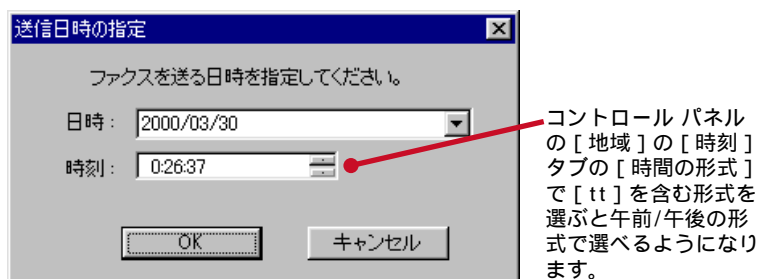 送信日時の指定
ファクスを送る日時を指定してください。
日時： 2000/03/30
時刻： 0:26:37
OK キャンセル
コントロール パネル
の［地域］の［時刻］
タブの［時間の形式］
で［tt］を含む形式を
選ぶと午前/午後の形
式で選べるようになり
ます。